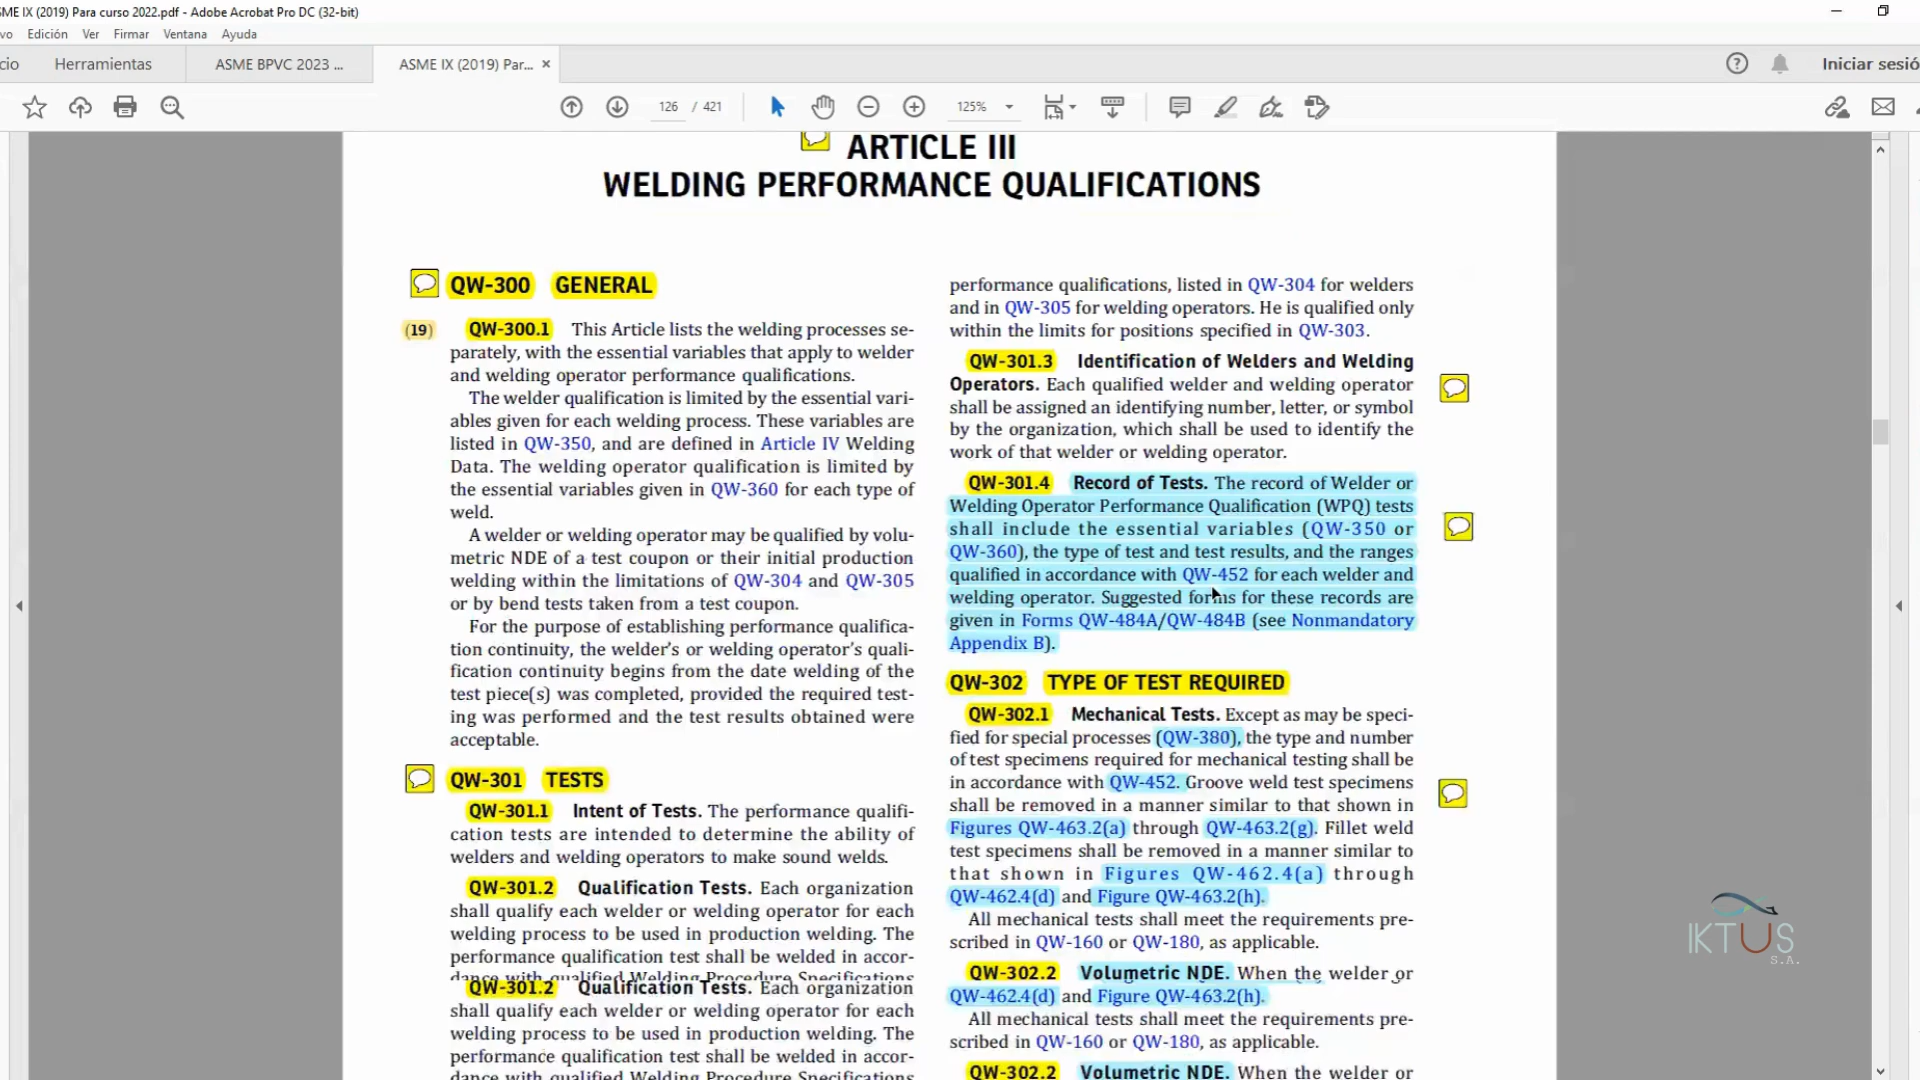 SME IX (2019) Para curso 2022.pdf - Adobe Acrobat Pro DC (32-bit)
vo Edición Ver Firmar Ventana Ayuda
cio Herramientas ASME BPVC 2023 ... ASME IX (2019) Par... × Iniciar sesió
126 / 421 125%
ARTICLE III
WELDING PERFORMANCE QUALIFICATIONS
QW-300 GENERAL
(19) QW-300.1 This Article lists the welding processes se-
parately, with the essential variables that apply to welder
and welding operator performance qualifications.
The welder qualification is limited by the essential vari-
ables given for each welding process. These variables are
listed in QW-350, and are defined in Article IV Welding
Data. The welding operator qualification is limited by
the essential variables given in QW-360 for each type of
weld.
A welder or welding operator may be qualified by volu-
metric NDE of a test coupon or their initial production
welding within the limitations of QW-304 and QW-305
or by bend tests taken from a test coupon.
For the purpose of establishing performance qualifica-
tion continuity, the welder's or welding operator's quali-
fication continuity begins from the date welding of the
test piece(s) was completed, provided the required test-
ing was performed and the test results obtained were
acceptable.
QW-301 TESTS
QW-301.1 Intent of Tests. The performance qualifi-
cation tests are intended to determine the ability of
welders and welding operators to make sound welds.
QW-301.2 Qualification Tests. Each organization
shall qualify each welder or welding operator for each
welding process to be used in production welding. The
performance qualification test shall be welded in accor-
dance with qualified Welding Procedure Specifications
QW-301.2 Qualification Tests. Each organization
shall qualify each welder or welding operator for each
welding process to be used in production welding. The
performance qualification test shall be welded in accor-
dance with qualified Welding Procedure Specifications
performance qualifications, listed in QW-304 for welders
and in QW-305 for welding operators. He is qualified only
within the limits for positions specified in QW-303.
QW-301.3 Identification of Welders and Welding
Operators. Each qualified welder and welding operator
shall be assigned an identifying number, letter, or symbol
by the organization, which shall be used to identify the
work of that welder or welding operator.
QW-301.4 Record of Tests. The record of Welder or
Welding Operator Performance Qualification (WPQ) tests
shall include the essential variables (QW-350 or
QW-360), the type of test and test results, and the ranges
qualified in accordance with QW-452 for each welder and
welding operator. Suggested forms for these records are
given in Forms QW-484A/QW-484B (see Nonmandatory
Appendix B).
QW-302 TYPE OF TEST REQUIRED
QW-302.1 Mechanical Tests. Except as may be speci-
fied for special processes (QW-380), the type and number
of test specimens required for mechanical testing shall be
in accordance with QW-452. Groove weld test specimens
shall be removed in a manner similar to that shown in
Figures QW-463.2(a) through QW-463.2(g). Fillet weld
test specimens shall be removed in a manner similar to
that shown in Figures QW-462.4(a) through
QW-462.4(d) and Figure QW-463.2(h).
All mechanical tests shall meet the requirements pre-
scribed in QW-160 or QW-180, as applicable.
QW-302.2 Volumetric NDE. When the welder or
QW-462.4(d) and Figure QW-463.2(h).
All mechanical tests shall meet the requirements pre-
scribed in QW-160 or QW-180, as applicable.
QW-302.2 Volumetric NDE. When the welder or
IKTUS
S.A.